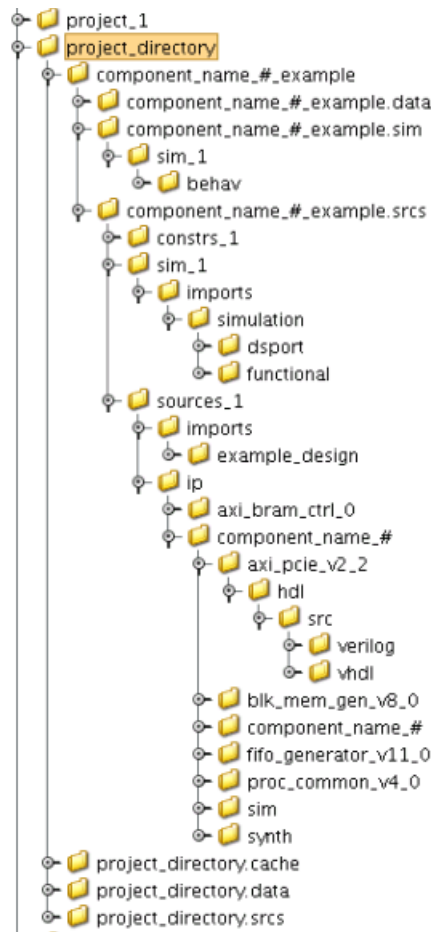 project_1
project_directory
component_name_#_example
component_name_#_example.data
component_name_#_example.sim
sim_1
behav
component_name_#_example.srcs
constrs_1
sim_1
imports
simulation
dsport
functional
sources_1
imports
example_design
ip
axi_bram_ctrl_0
component_name_#
axi_pcie_v2_2
hdl
src
verilog
vhdl
blk_mem_gen_v8_0
component_name_#
fifo_generator_v11_0
proc_common_v4_0
sim
synth
project_directory.cache
project_directory.data
project_directory.srcs